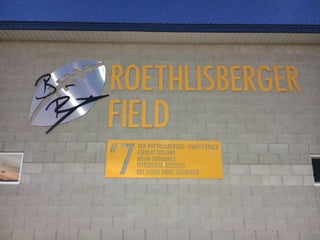 ROETHLISBERGER
FIELD
#7
BEN ROETHLISBERGER - QUARTERBACK
FINDLAY TROJANS
MIAMI REDHAWKS
PITTSBURGH STEELERS
NFL SUPER BOWL CHAMPION